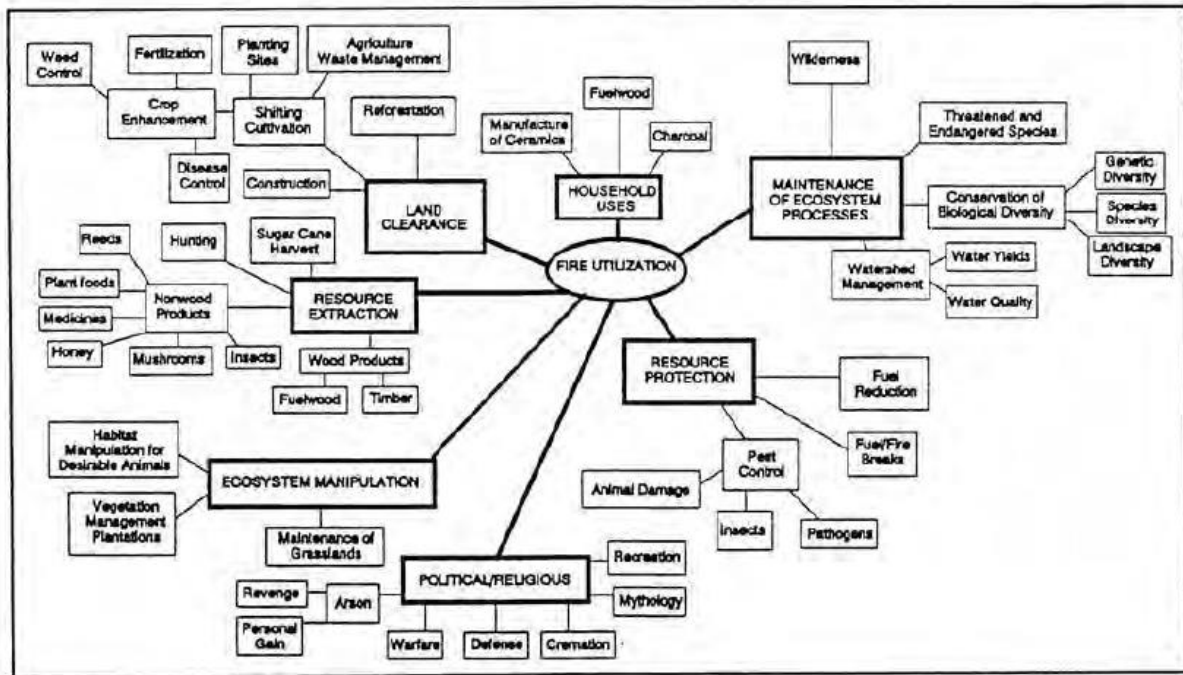 Weed
Control
Fertilization
Planting
Sites
Agriculture
Waste Management
Crop
Enhancement
Shifting
Cultivation
Reforestation
Disease
Control
Construction
LAND
CLEARANCE
Manufacture
of Ceramics
Fuelwood
Charcoal
HOUSEHOLD
USES
Wilderness
Threatened and
Endangered Species
MAINTENANCE
OF ECOSYSTEM
PROCESSES
Conservation of
Biological Diversity
Genetic
Diversity
Species
Diversity
Landscape
Diversity
Watershed
Management
Water Yields
Water Quality
FIRE UTILIZATION
Reeds
Hunting
Sugar Cane
Harvest
Plant foods
Nonwood
Products
RESOURCE
EXTRACTION
Medicines
Honey
Mushrooms
Insects
Wood Products
Fuelwood
Timber
RESOURCE
PROTECTION
Fuel
Reduction
Fuel/Fire
Breaks
Pest
Control
Animal Damage
Insects
Pathogens
Habitat
Manipulation for
Desirable Animals
ECOSYSTEM MANIPULATION
Vegetation
Management
Plantations
Maintenance of
Grasslands
POLITICAL/RELIGIOUS
Recreation
Mythology
Revenge
Arson
Personal
Gain
Warfare
Defense
Cremation